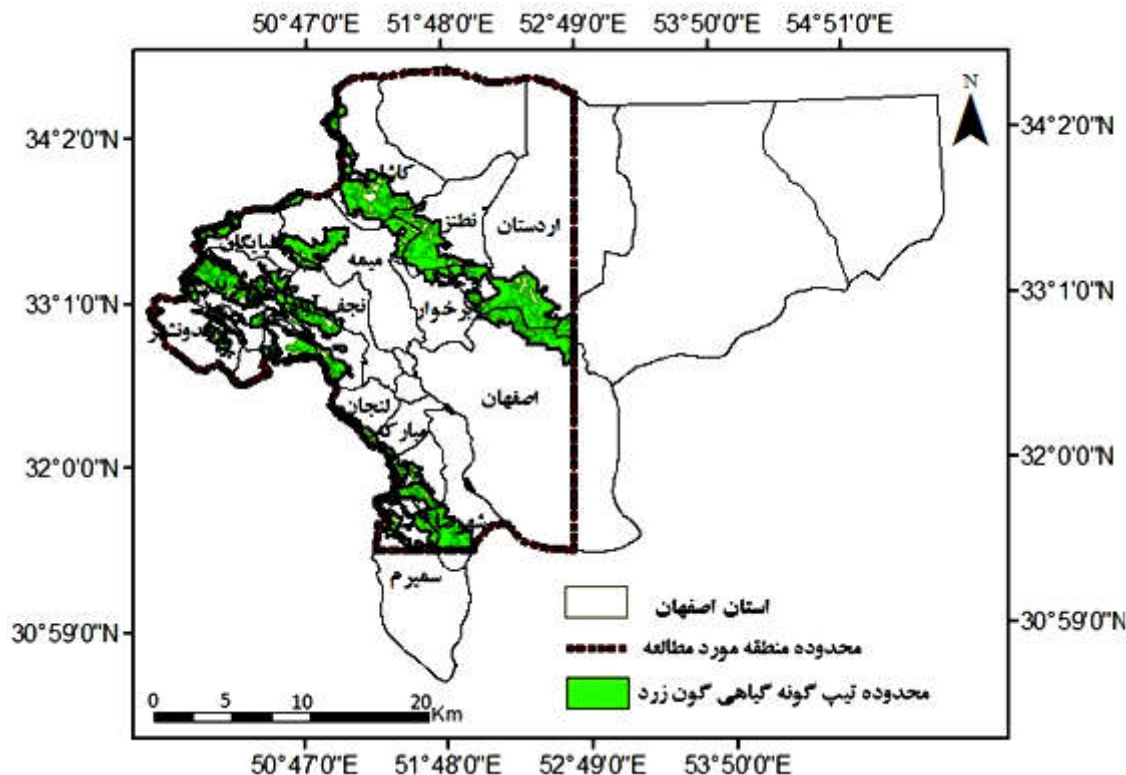 50°47'0"E 51°48'0"E 52°49'0"E 53°50'0"E 54°51'0"E
N
34°2'0"N
34°2'0"N
کاشان
نطنز
اردستان
میمه
33°1'0"N
33°1'0"N
برخوار
اصفهان
لنجان
مبارکه
32°0'0"N
32°0'0"N
سمیرم
استان اصفهان
30°59'0"N
30°59'0"N
محدوده منطقه مورد مطالعه
محدوده تیپ گونه گیاهی گون زرد
0 5 10 20
Km
50°47'0"E 51°48'0"E 52°49'0"E 53°50'0"E